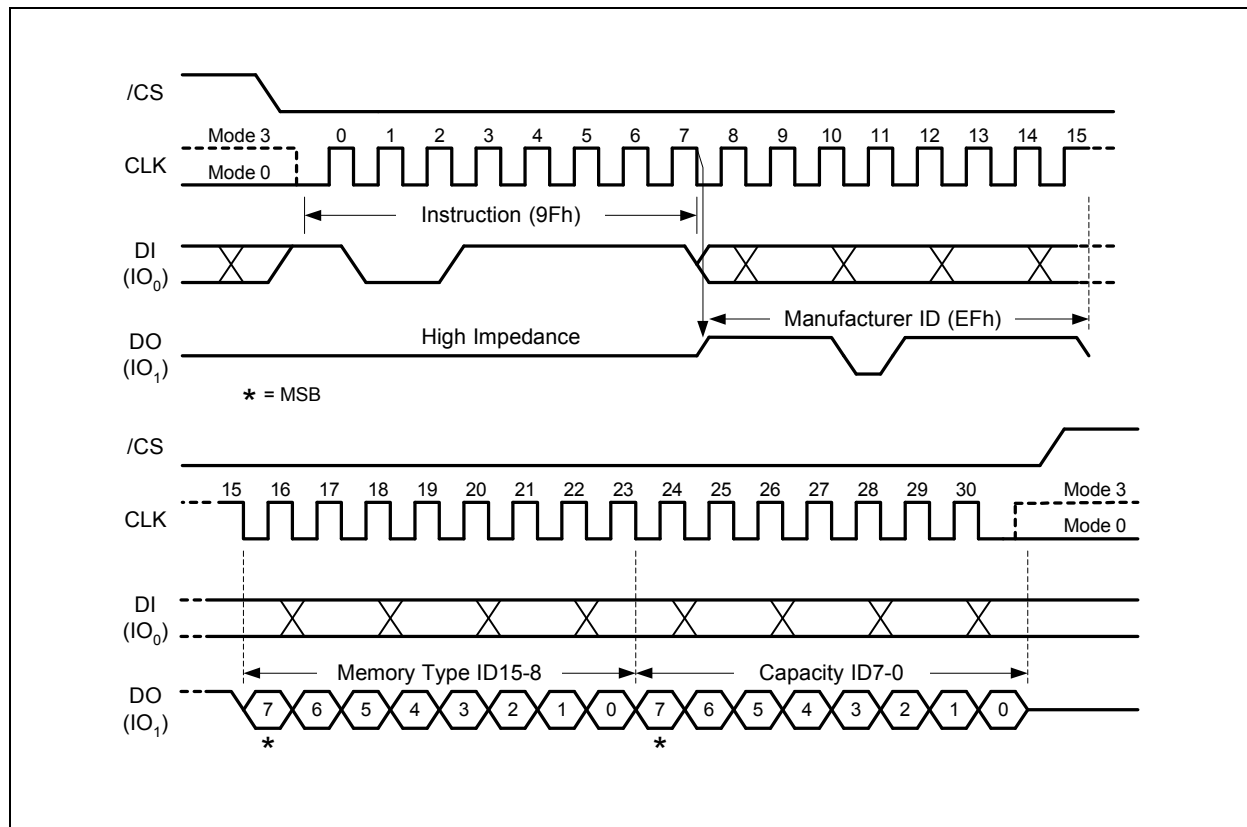 /CS
Mode 3 0 1 2 3 4 5 6 7 8 9 10 11 12 13 14 15
CLK
Mode 0
Instruction (9Fh)
DI
(IO0)
Manufacturer ID (EFh)
High Impedance
DO
(IO1)
* = MSB
/CS
15 16 17 18 19 20 21 22 23 24 25 26 27 28 29 30 Mode 3
CLK
Mode 0
DI
(IO0)
Memory Type ID15-8 Capacity ID7-0
DO
(IO1)
7 6 5 4 3 2 1 0 7 6 5 4 3 2 1 0
* *